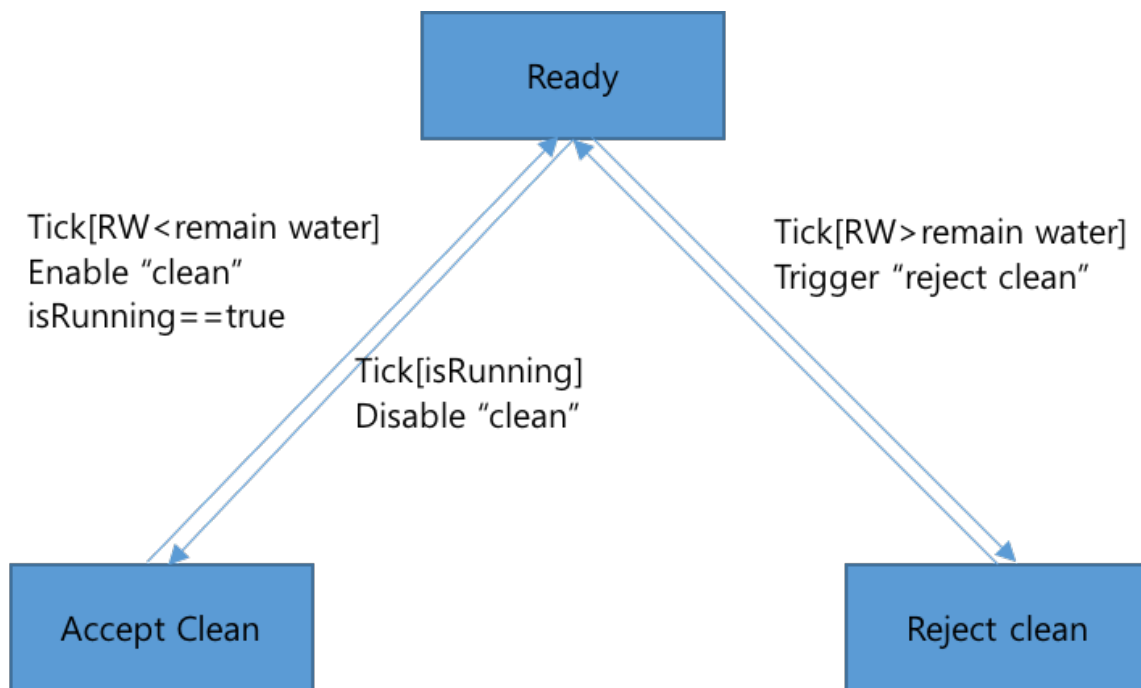 Ready
Tick[RW<remain water]
Enable “clean”
isRunning==true
Tick[RW>remain water]
Trigger “reject clean”
Tick[isRunning]
Disable “clean”
Accept Clean
Reject clean